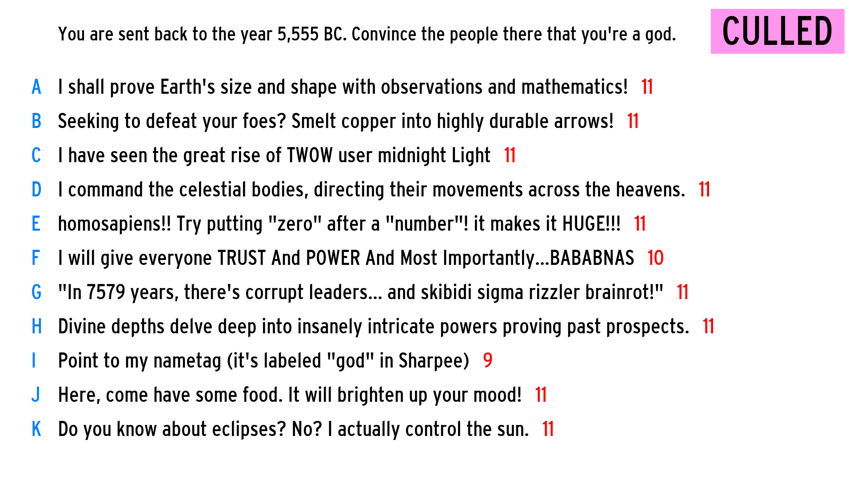 You are sent back to the year 5,555 BC. Convince the people there that you're a god.
CULLED
A I shall prove Earth's size and shape with observations and mathematics! 11
B Seeking to defeat your foes? Smelt copper into highly durable arrows! 11
C I have seen the great rise of TWOW user midnight Light 11
D I command the celestial bodies, directing their movements across the heavens. 11
E homosapiens!! Try putting "zero" after a "number"! it makes it HUGE!!! 11
F I will give everyone TRUST And POWER And Most Importantly...BABABNAS 10
G "In 7579 years, there's corrupt leaders... and skibidi sigma rizzler brainrot!" 11
H Divine depths delve deep into insanely intricate powers proving past prospects. 11
I Point to my nametag (it's labeled "god" in Sharpee) 9
J Here, come have some food. It will brighten up your mood! 11
K Do you know about eclipses? No? I actually control the sun. 11